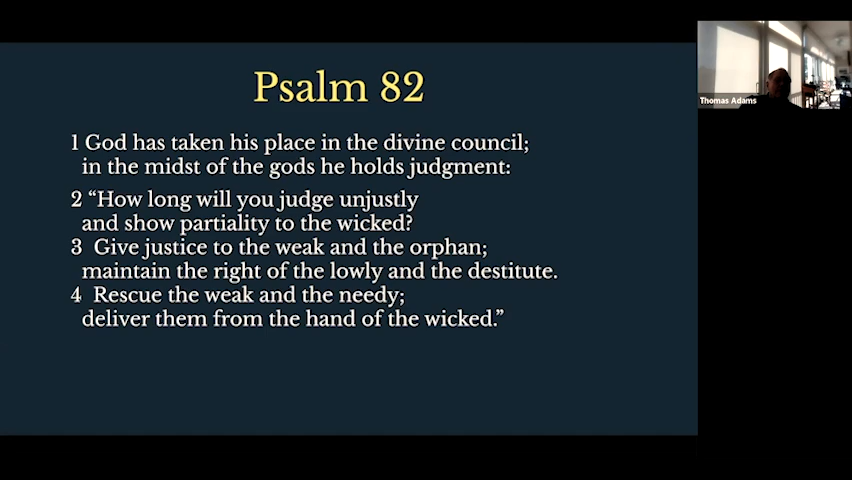 Psalm 82
1 God has taken his place in the divine council;
in the midst of the gods he holds judgment:
2 “How long will you judge unjustly
and show partiality to the wicked?
3 Give justice to the weak and the orphan;
maintain the right of the lowly and the destitute.
4 Rescue the weak and the needy;
deliver them from the hand of the wicked.”
Thomas Adams